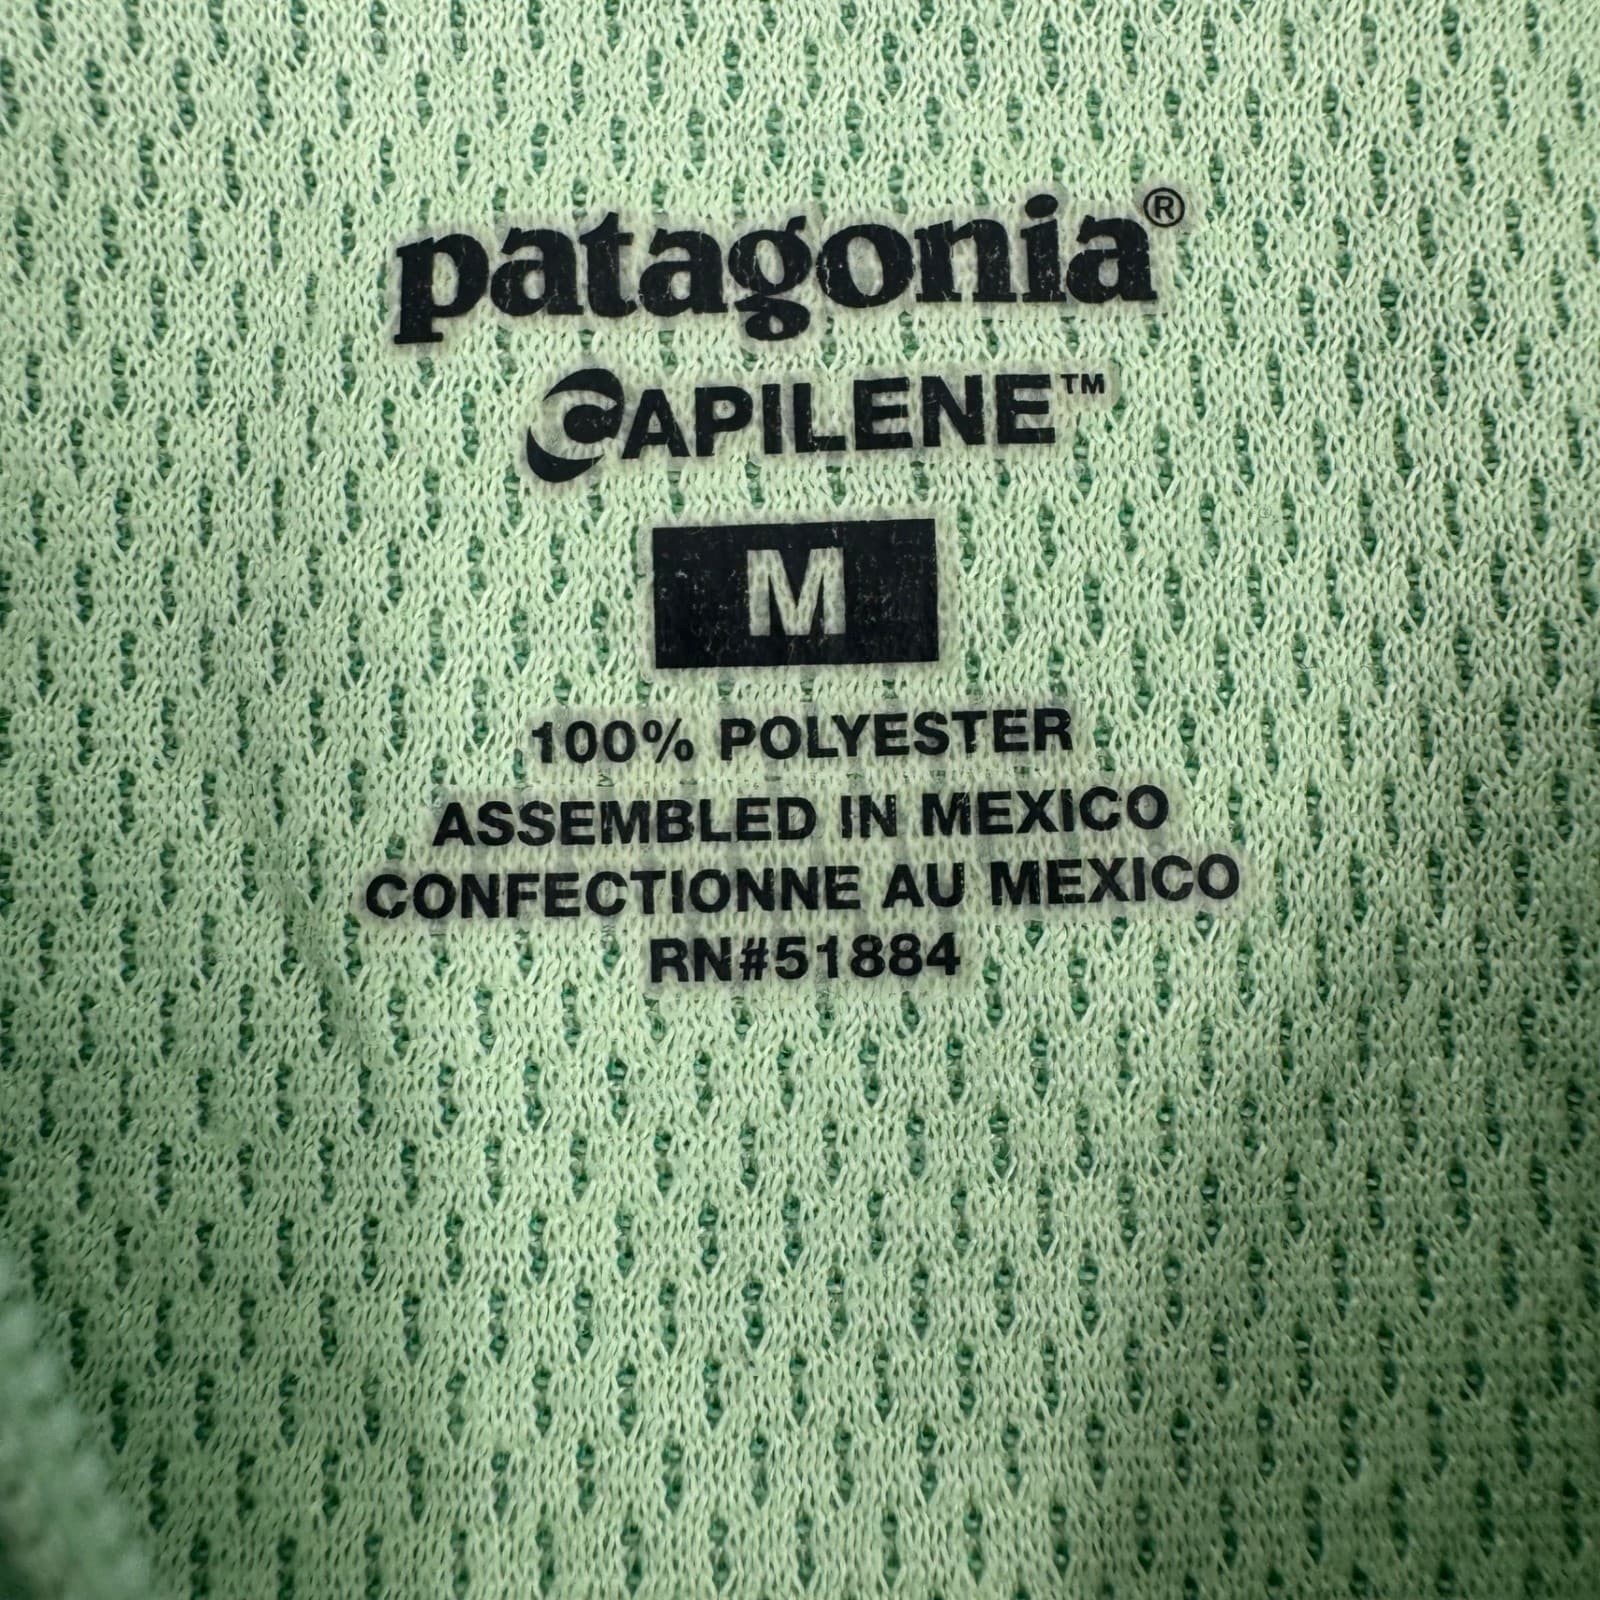 patagonia®
CAPILENE™
M
100% POLYESTER
ASSEMBLED IN MEXICO
CONFECTIONNE AU MEXICO
RN#51884